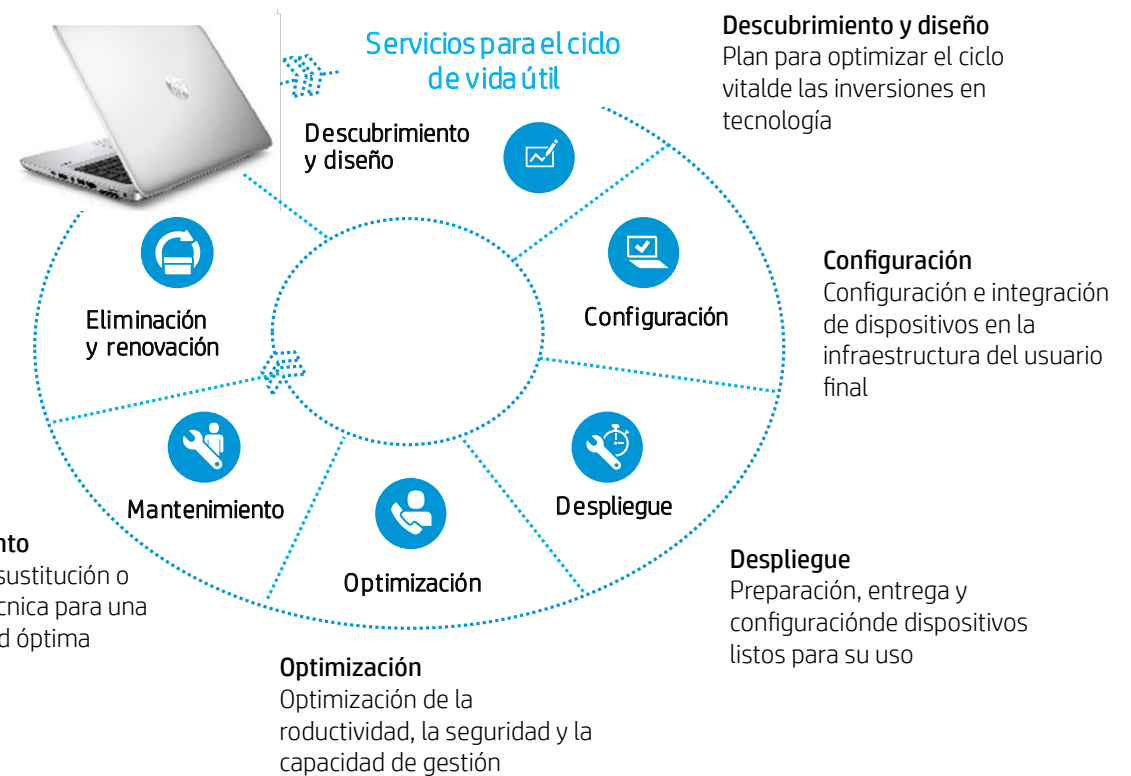 Servicios para el ciclo
de vida útil
Descubrimiento
y diseño
Configuración
Despliegue
Optimización
Mantenimiento
Eliminación
y renovación
Descubrimiento y diseño
Plan para optimizar el ciclo
vitalde las inversiones en
tecnología
Configuración
Configuración e integración
de dispositivos en la
infraestructura del usuario
final
Despliegue
Preparación, entrega y
configuraciónde dispositivos
listos para su uso
Optimización
Optimización de la
roductividad, la seguridad y la
capacidad de gestión
nto
sustitución o
cnica para una
d óptima
hp